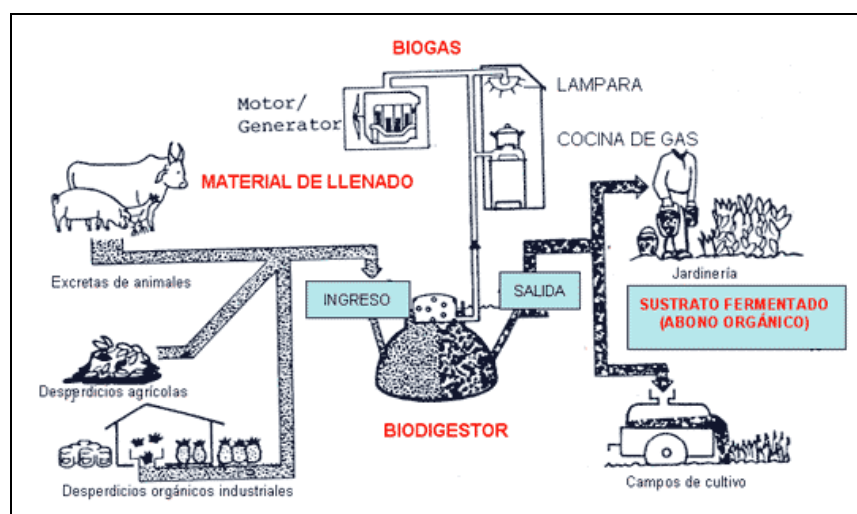 BIOGAS
LAMPARA
Motor/
Generator
COCINA DE GAS
MATERIAL DE LLENADO
Excretas de animales
INGRESO
SALIDA
Jardinería
SUSTRATO FERMENTADO
(ABONO ORGÁNICO)
Desperdicios agrícolas
BIODIGESTOR
Desperdicios orgánicos industriales
Campos de cultivo